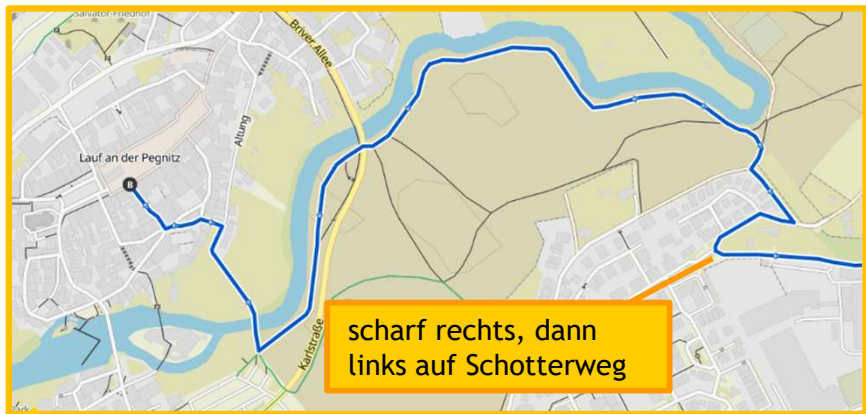 Salvator-Friedhof
Briver Allee
Altung
Lauf an der Pegnitz
B
Karlstraße
scharf rechts, dann
links auf Schotterweg